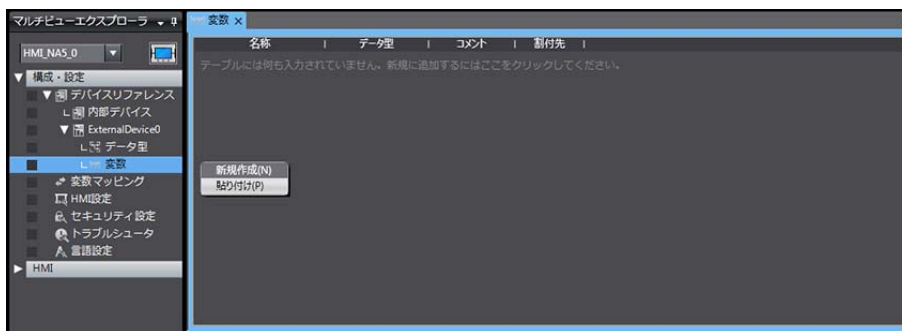 マルチビューエクスプローラ
変数
HMI_NA5_0
名称 データ型 コメント 割付先
テーブルには何も入力されていません。新規に追加するにはここをクリックしてください。
構成・設定
デバイスリファレンス
内部デバイス
ExternalDevice0
データ型
変数
変数マッピング
HMI設定
セキュリティ設定
トラブルシュータ
言語設定
HMI
新規作成(N)
貼り付け(P)